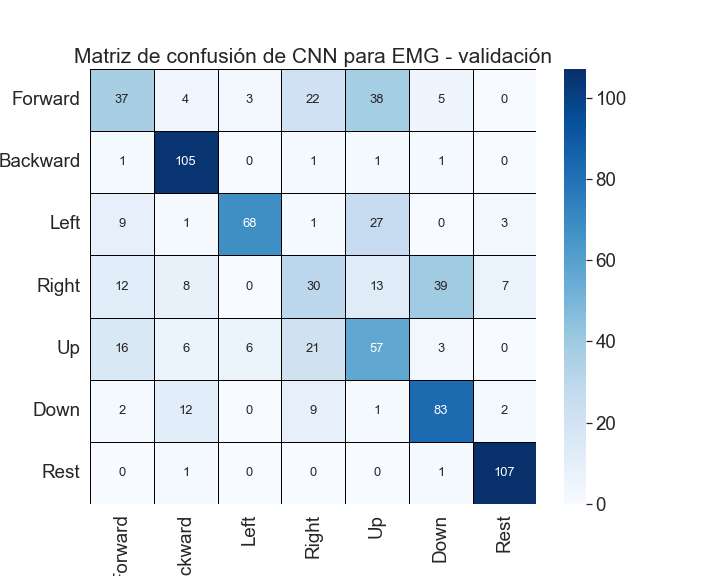 Matriz de confusión de CNN para EMG - validación
Forward 37 4 3 22 38 5 0
Backward 1 105 0 1 1 1 0
Left 9 1 68 1 27 0 3
Right 12 8 0 30 13 39 7
Up 16 6 6 21 57 3 0
Down 2 12 0 9 1 83 2
Rest 0 1 0 0 0 1 107
100
80
60
40
20
0
Forward
ckward
Left
Right
Up
Down
Rest